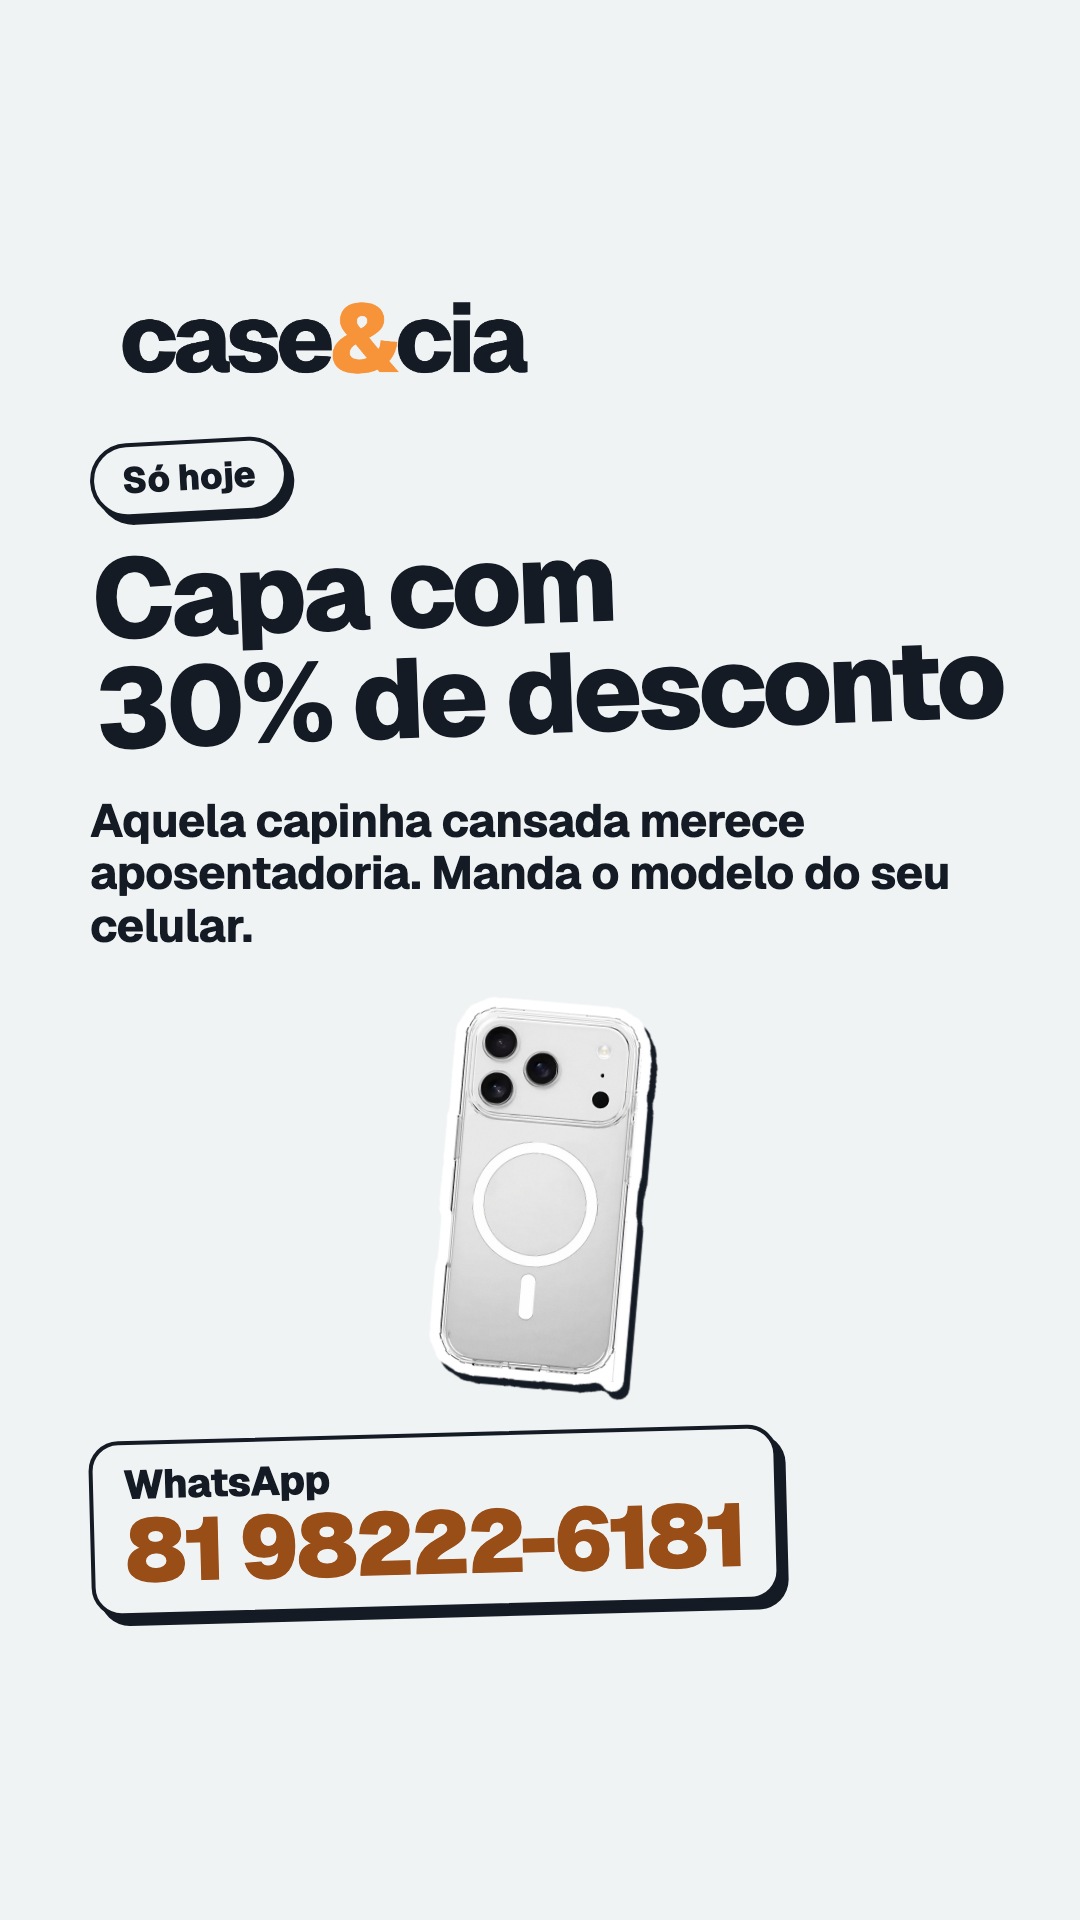 case&cia
Só hoje
Capa com
30% de desconto
Aquela capinha cansada merece
aposentadoria. Manda o modelo do seu
celular.
WhatsApp
81 98222-6181